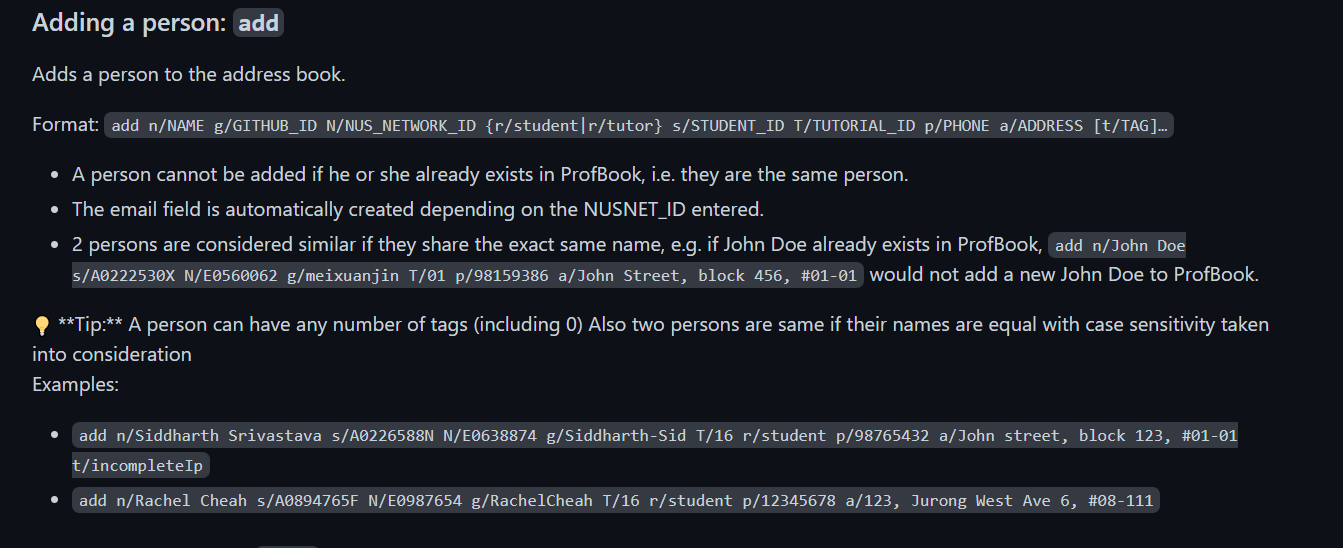 Adding a person: add
Adds a person to the address book.
Format: add n/NAME g/GITHUB_ID N/NUS_NETWORK_ID {r/student|r/tutor} s/STUDENT_ID T/TUTORIAL_ID p/PHONE a/ADDRESS [t/TAG]…
• A person cannot be added if he or she already exists in ProfBook, i.e. they are the same person.
• The email field is automatically created depending on the NUSNET_ID entered.
• 2 persons are considered similar if they share the exact same name, e.g. if John Doe already exists in ProfBook, add n/John Doe
s/A0222530X N/E0560062 g/meixuanjin T/01 p/98159386 a/John Street, block 456, #01-01 would not add a new John Doe to ProfBook.
💡 **Tip:** A person can have any number of tags (including 0) Also two persons are same if their names are equal with case sensitivity taken
into consideration
Examples:
• add n/Siddharth Srivastava s/A0226588N N/E0638874 g/Siddharth-Sid T/16 r/student p/98765432 a/John street, block 123, #01-01
t/incompleteIp
• add n/Rachel Cheah s/A0894765F N/E0987654 g/RachelCheah T/16 r/student p/12345678 a/123, Jurong West Ave 6, #08-111